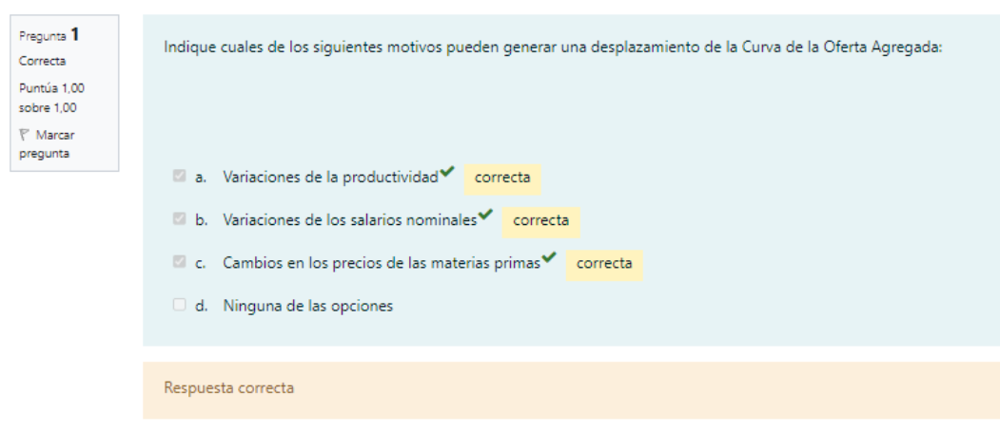 Pregunta 1
Correcta
Puntúa 1,00
sobre 1,00
Marcar
pregunta
Indique cuales de los siguientes motivos pueden generar una desplazamiento de la Curva de la Oferta Agregada:
a. Variaciones de la productividad correcta
b. Variaciones de los salarios nominales correcta
c. Cambios en los precios de las materias primas correcta
d. Ninguna de las opciones
Respuesta correcta